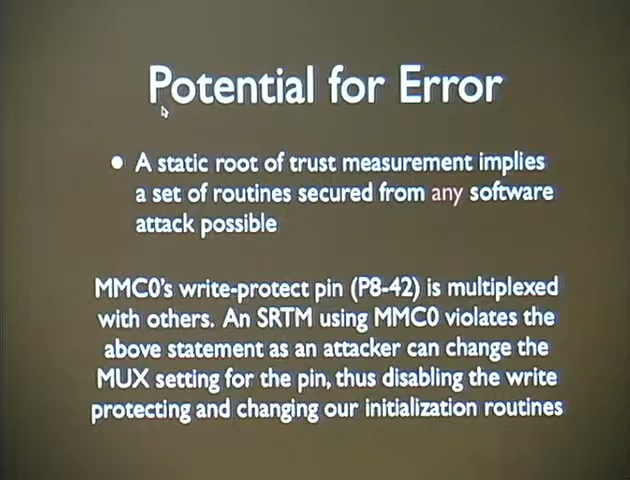 Potential for Error
• A static root of trust measurement implies
a set of routines secured from any software
attack possible
MMC0's write-protect pin (P8-42) is multiplexed
with others. An SRTM using MMC0 violates the
above statement as an attacker can change the
MUX setting for the pin, thus disabling the write
protecting and changing our initialization routines